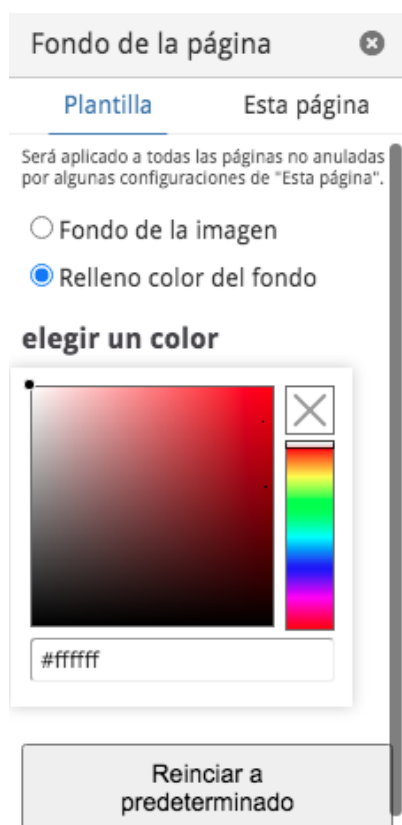 Fondo de la página
Plantilla Esta página
Será aplicado a todas las páginas no anuladas
por algunas configuraciones de "Esta página".
Fondo de la imagen
Relleno color del fondo
elegir un color
#ffffff
Reinciar a
predeterminado